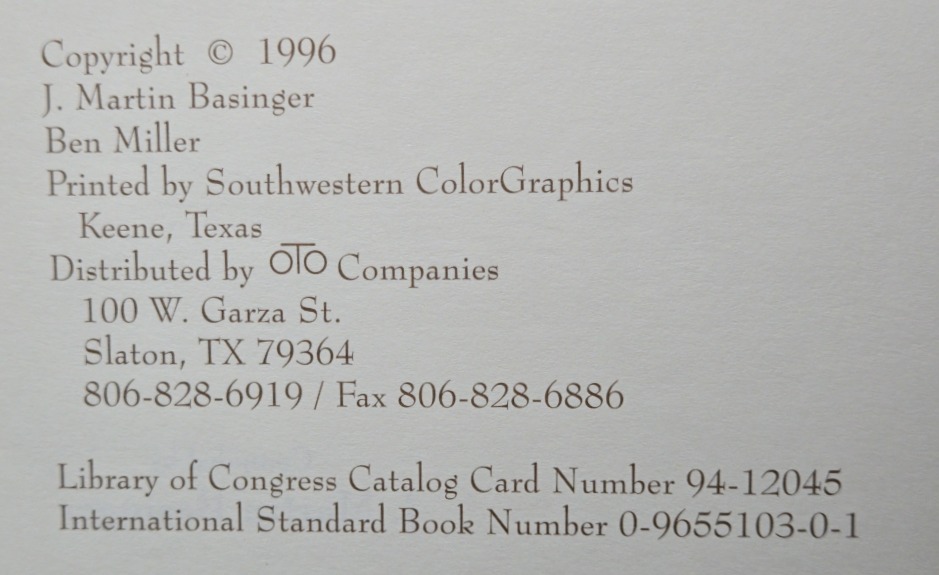 Copyright © 1996
J. Martin Basinger
Ben Miller
Printed by Southwestern ColorGraphics
Keene, Texas
Distributed by OTO Companies
100 W. Garza St.
Slaton, TX 79364
806-828-6919 / Fax 806-828-6886
Library of Congress Catalog Card Number 94-12045
International Standard Book Number 0-9655103-0-1